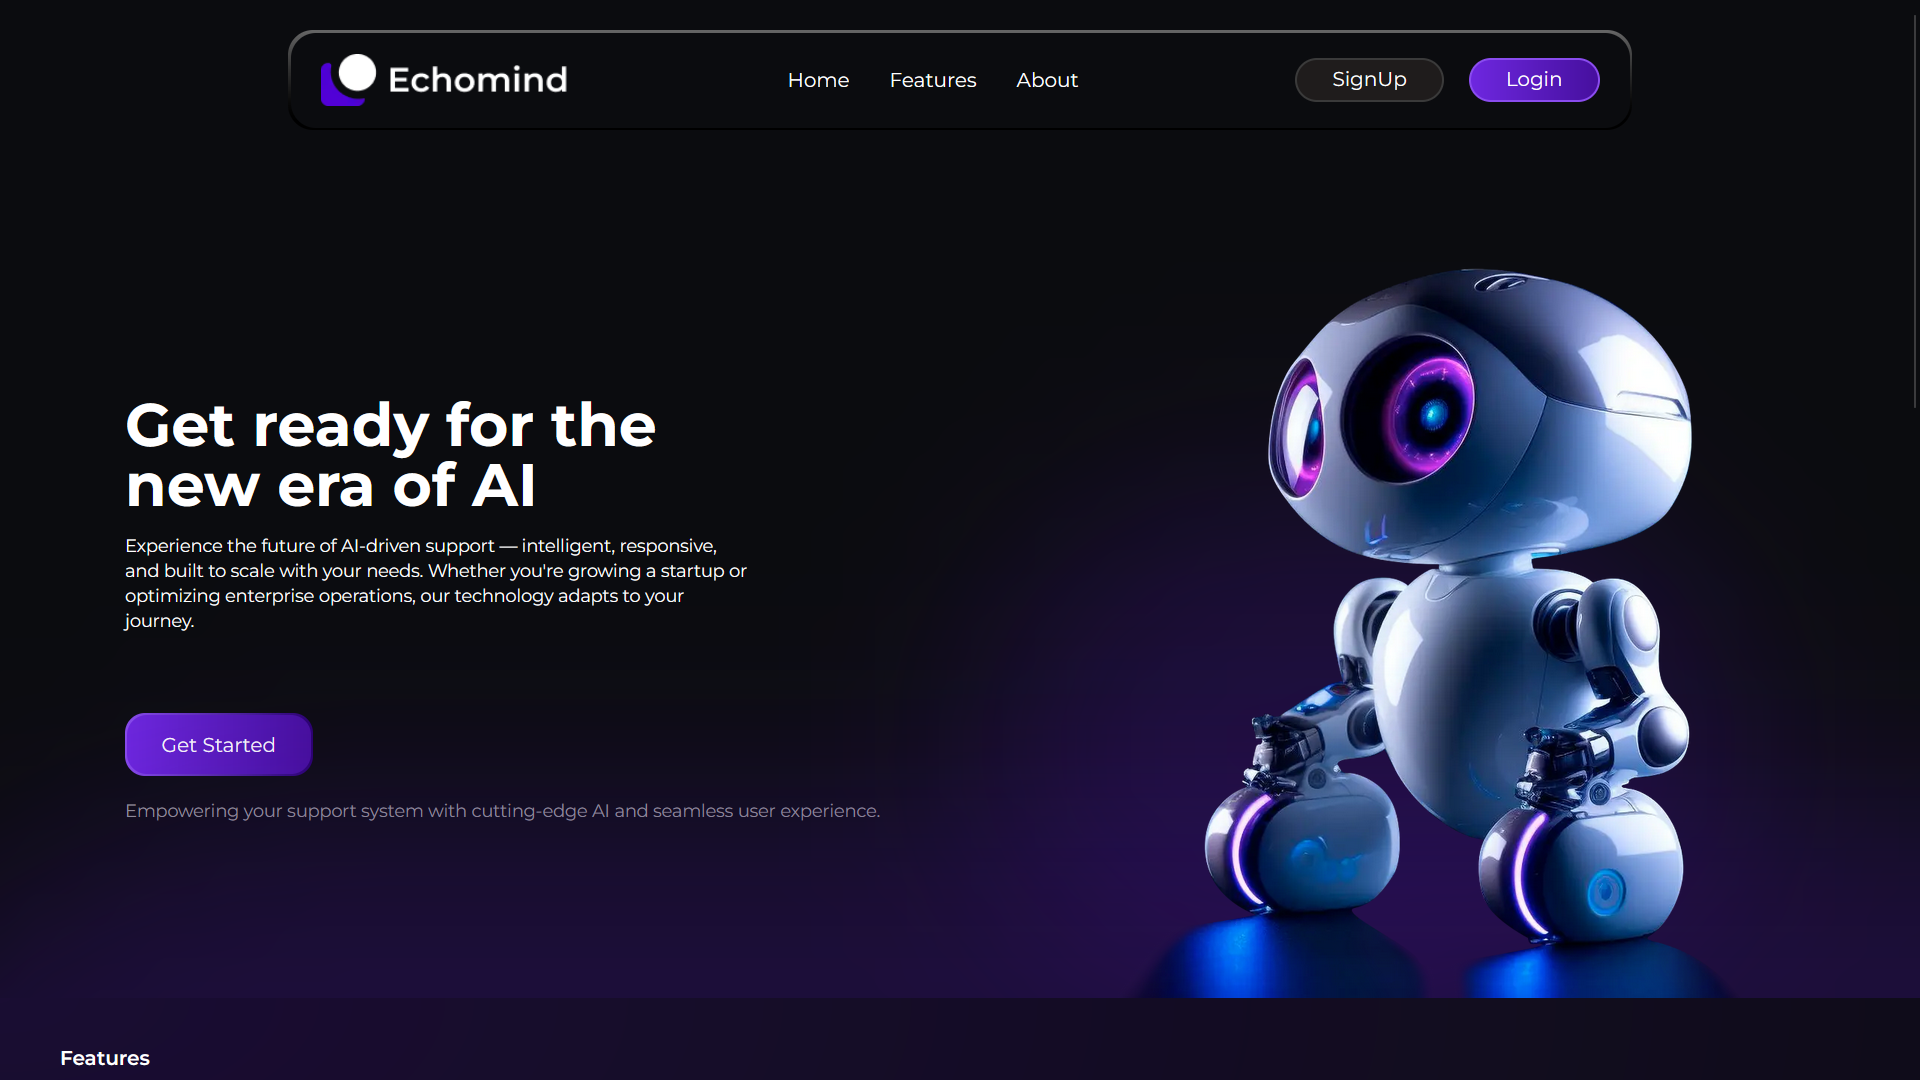 Echomind
Home
Features
About
SignUp
Login
Get ready for the
new era of AI
Experience the future of AI-driven support — intelligent, responsive,
and built to scale with your needs. Whether you're growing a startup or
optimizing enterprise operations, our technology adapts to your
journey.
Get Started
Empowering your support system with cutting-edge AI and seamless user experience.
Features